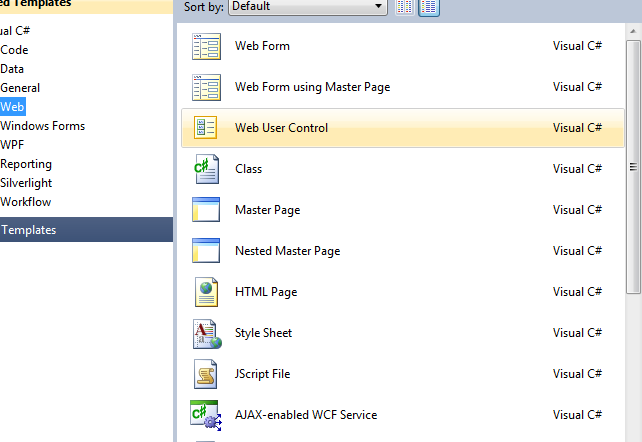 ed Templates
Sort by: Default
ual C#
Code
Data
General
Web
Windows Forms
WPF
Reporting
Silverlight
Workflow
Templates
Web Form Visual C#
Web Form using Master Page Visual C#
Web User Control Visual C#
Class Visual C#
Master Page Visual C#
Nested Master Page Visual C#
HTML Page Visual C#
Style Sheet Visual C#
JScript File Visual C#
AJAX-enabled WCF Service Visual C#